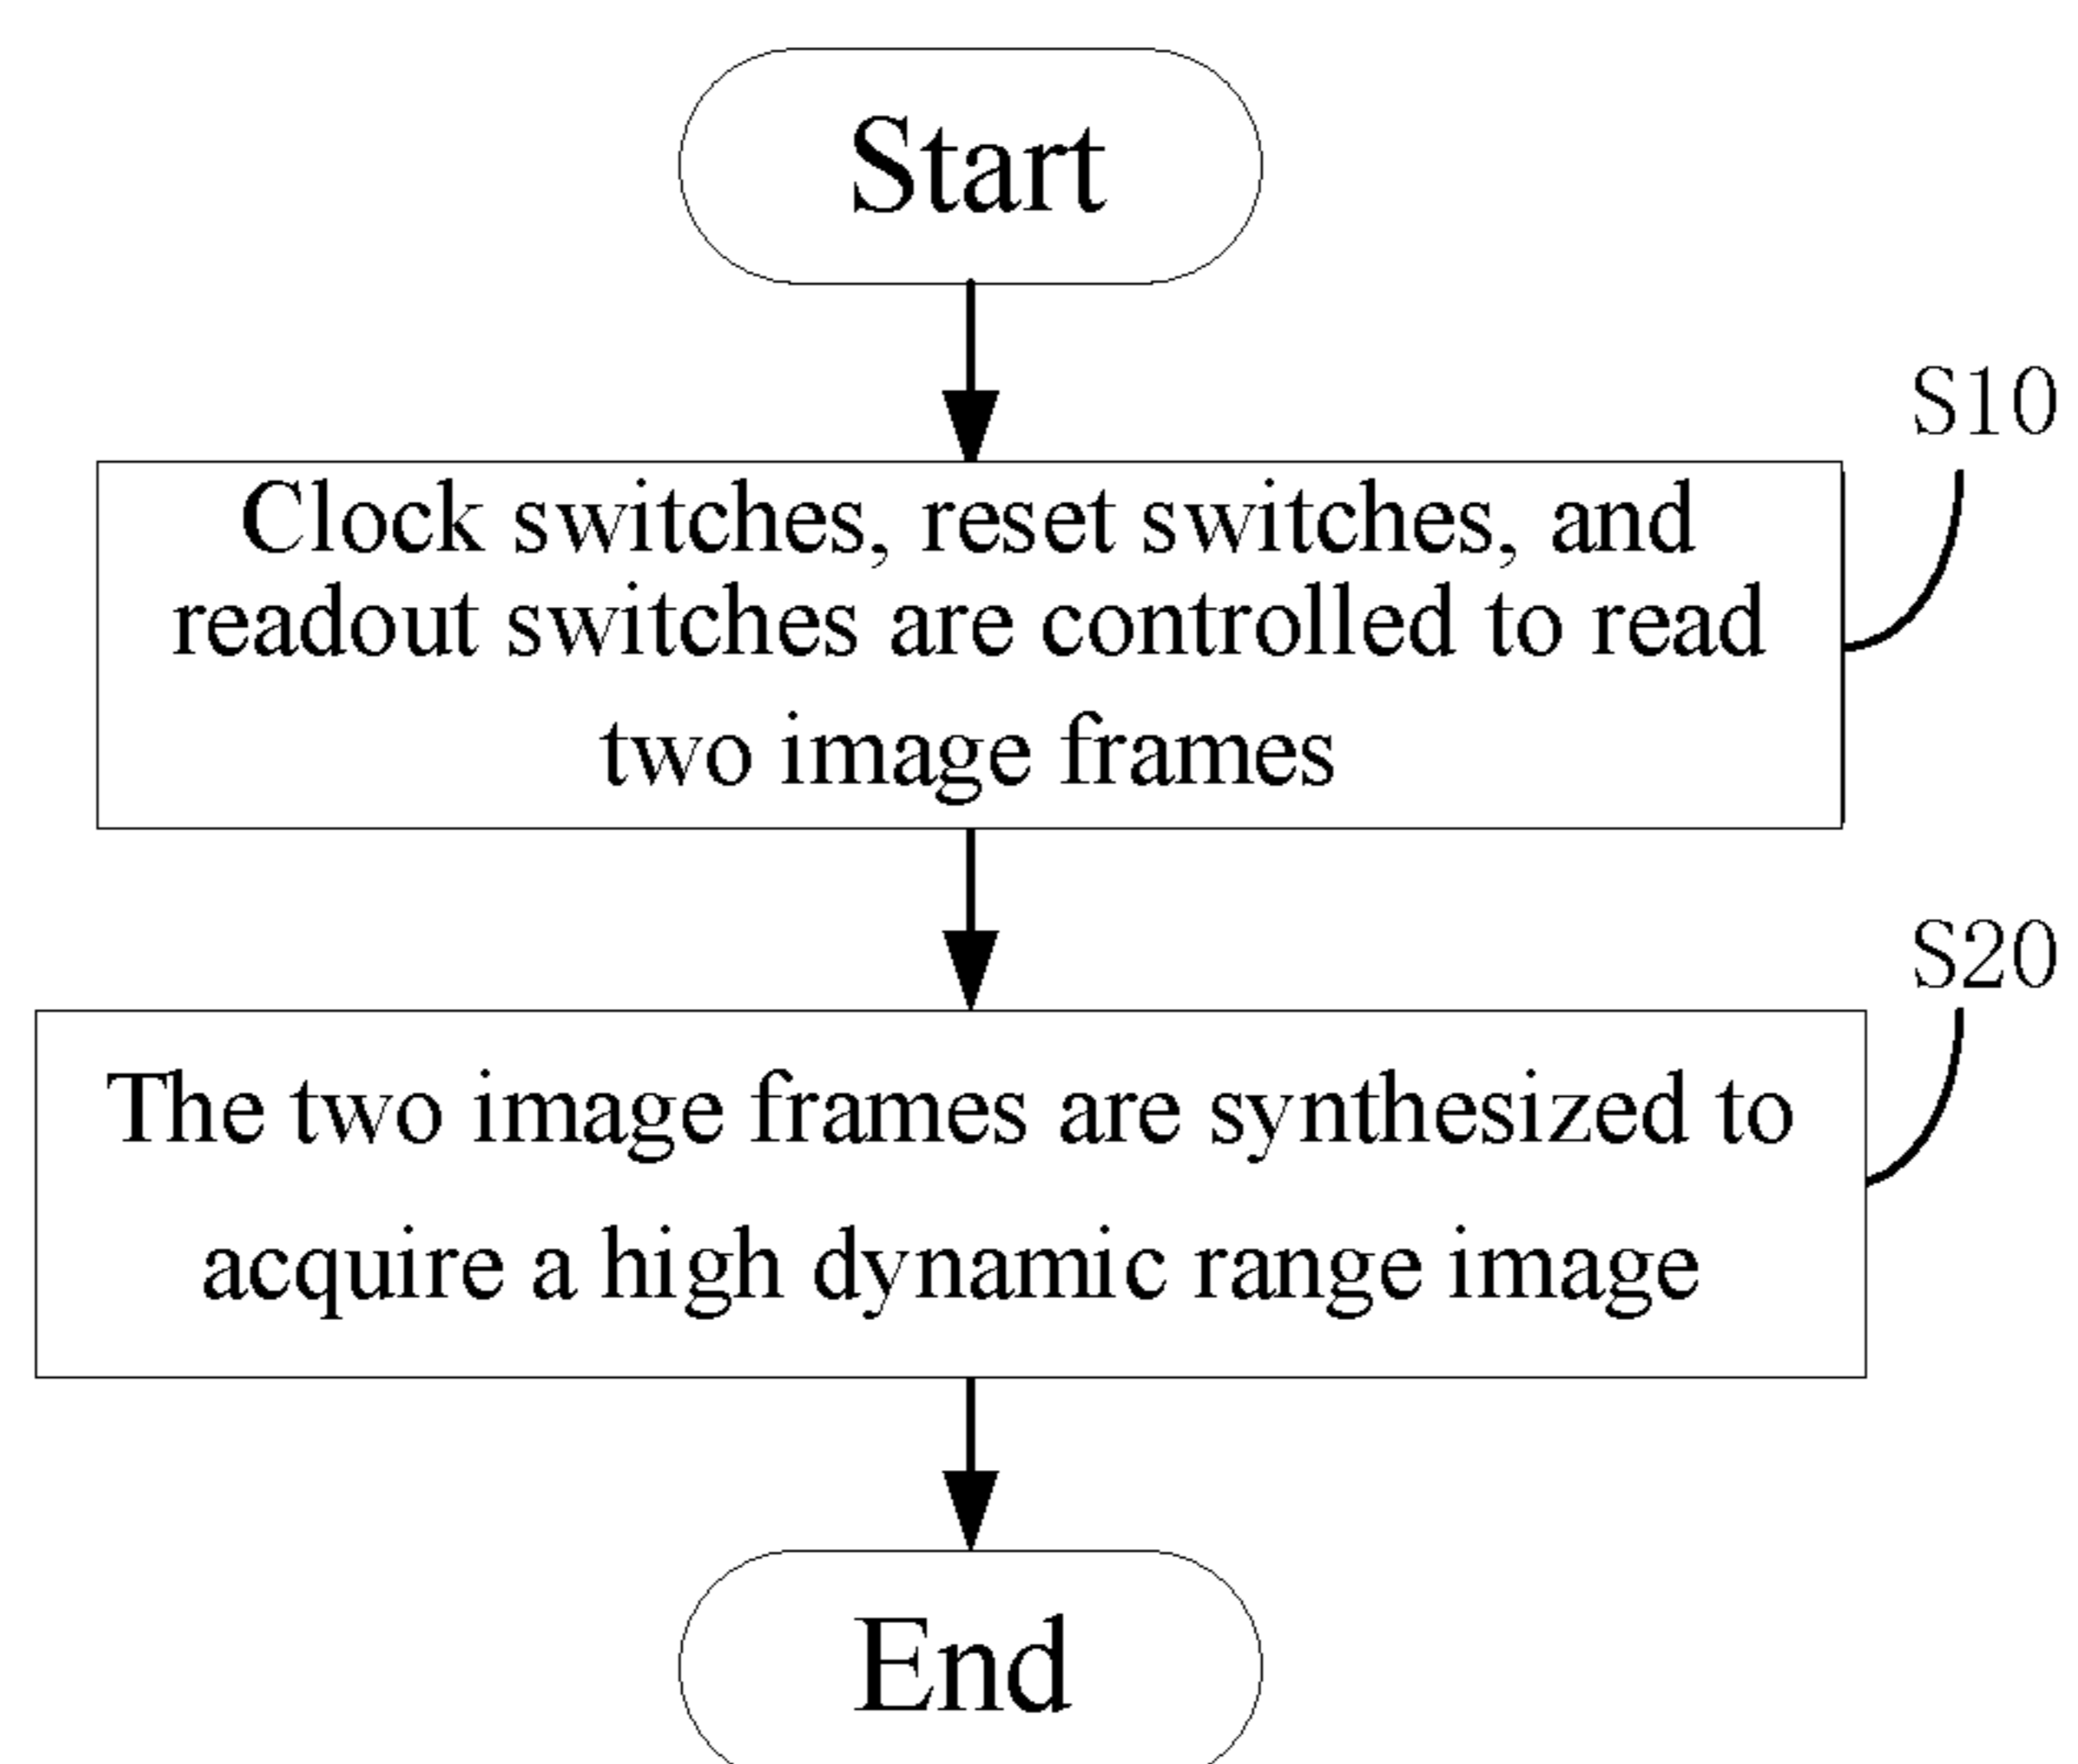 Start
S10
Clock switches, reset switches, and
readout switches are controlled to read
two image frames
S20
The two image frames are synthesized to
acquire a high dynamic range image
End